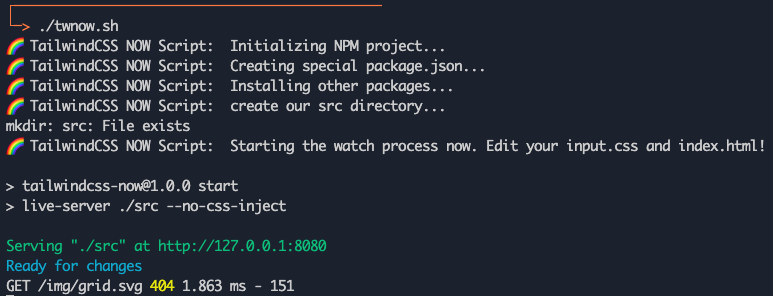 > ./twnow.sh
🌈 TailwindCSS NOW Script:  Initializing NPM project...
🌈 TailwindCSS NOW Script:  Creating special package.json...
🌈 TailwindCSS NOW Script:  Installing other packages...
🌈 TailwindCSS NOW Script:  create our src directory...
mkdir: src: File exists
🌈 TailwindCSS NOW Script:  Starting the watch process now. Edit your input.css and index.html!
> tailwindcss-now@1.0.0 start
> live-server ./src --no-css-inject
Serving "./src" at http://127.0.0.1:8080
Ready for changes
GET /img/grid.svg 404 1.863 ms - 151